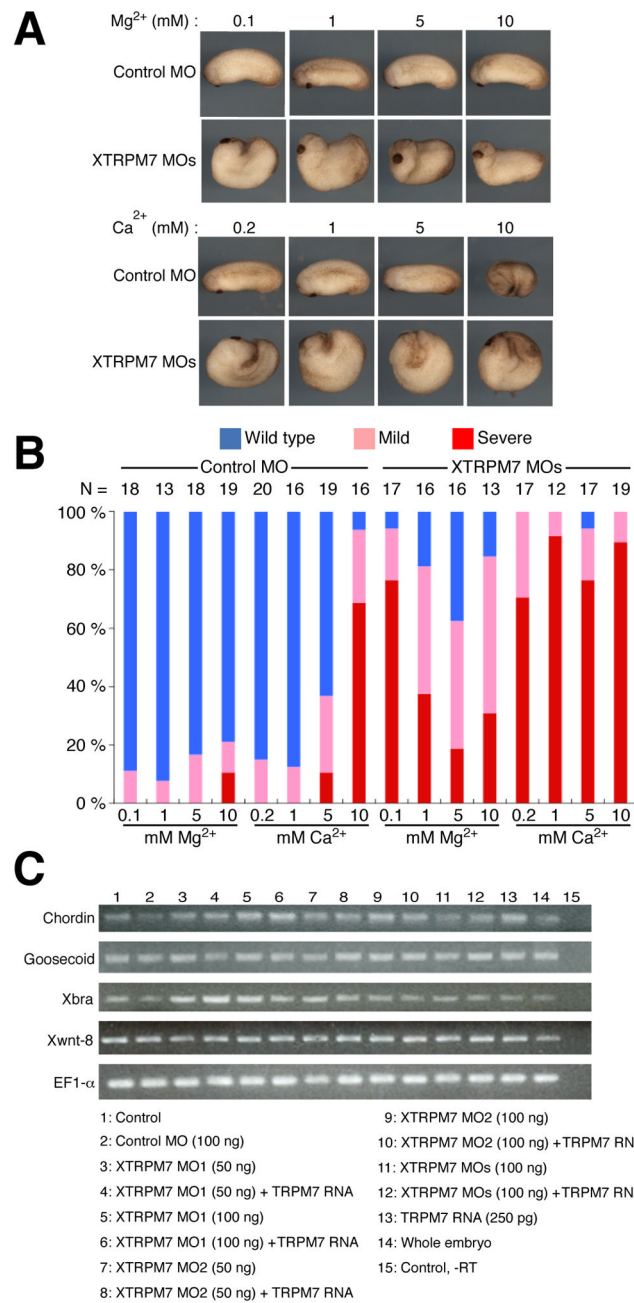 A
Mg2+ (mM) : 0.1 1 5 10
Control MO
XTRPM7 MOs
Ca2+ (mM) : 0.2 1 5 10
Control MO
XTRPM7 MOs
B
Wild type Mild Severe
Control MO XTRPM7 MOs
N = 18 13 18 19 20 16 19 16 17 16 16 13 17 12 17 19
100 %
80 %
60 %
40 %
20 %
0 %
0.1 1 5 10 0.2 1 5 10 0.1 1 5 10 0.2 1 5 10
mM Mg2+ mM Ca2+ mM Mg2+ mM Ca2+
C
1 2 3 4 5 6 7 8 9 10 11 12 13 14 15
Chordin
Goosecoid
Xbra
Xwnt-8
EF1-α
1: Control
2: Control MO (100 ng)
3: XTRPM7 MO1 (50 ng)
4: XTRPM7 MO1 (50 ng) + TRPM7 RNA
5: XTRPM7 MO1 (100 ng)
6: XTRPM7 MO1 (100 ng) +TRPM7 RNA
7: XTRPM7 MO2 (50 ng)
8: XTRPM7 MO2 (50 ng) + TRPM7 RNA
9: XTRPM7 MO2 (100 ng)
10: XTRPM7 MO2 (100 ng) +TRPM7 RN
11: XTRPM7 MOs (100 ng)
12: XTRPM7 MOs (100 ng) +TRPM7 RN
13: TRPM7 RNA (250 pg)
14: Whole embryo
15: Control, -RT